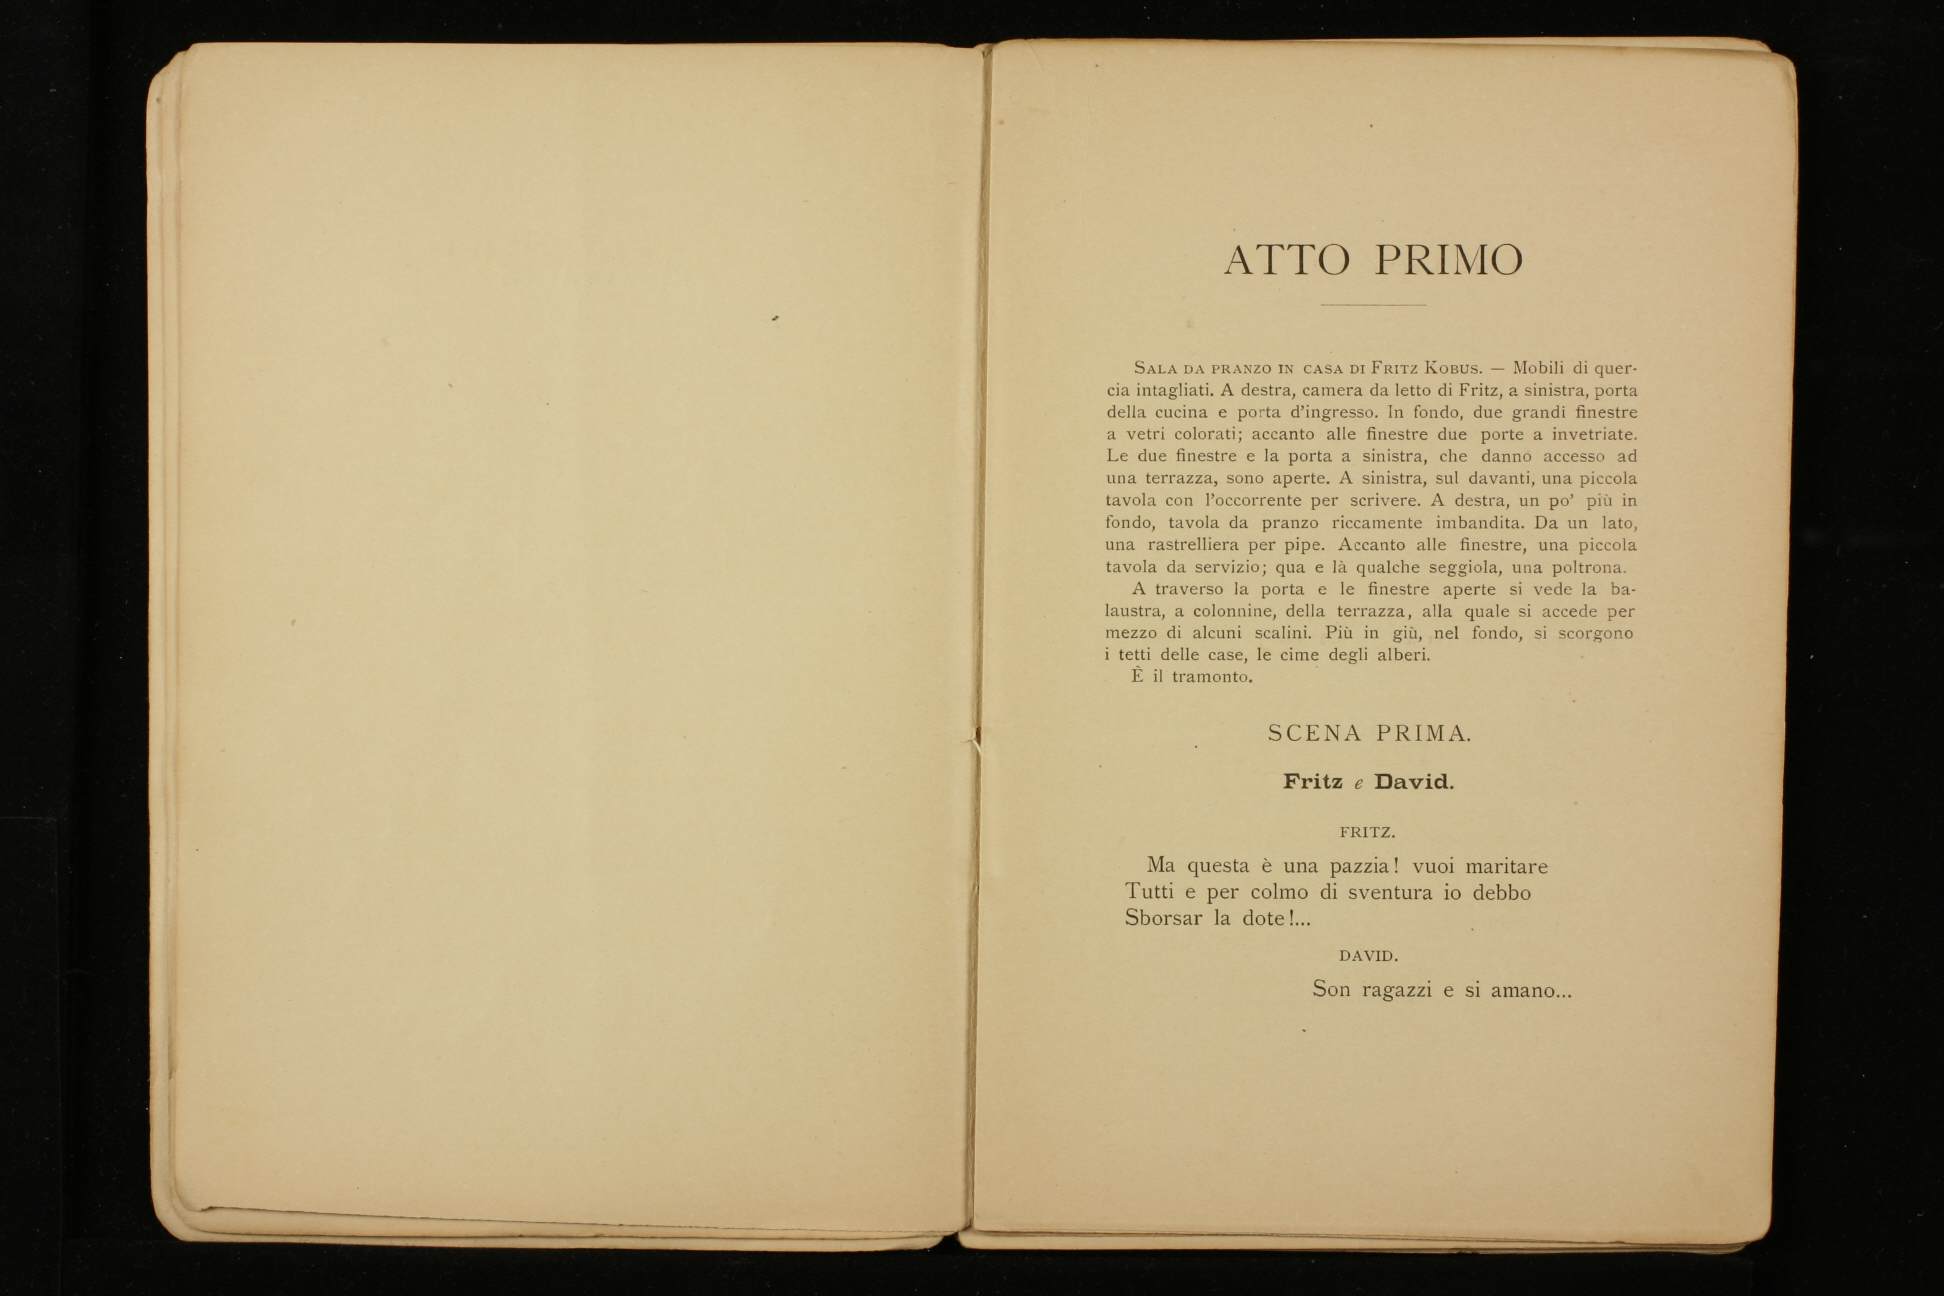 ATTO PRIMO
Sala da pranzo in casa di Fritz Kobus. — Mobili di quer-
cia intagliati. A destra, camera da letto di Fritz, a sinistra, porta
della cucina e porta d'ingresso. In fondo, due grandi finestre
a vetri colorati; accanto alle finestre due porte a invetriate.
Le due finestre e la porta a sinistra, che danno accesso ad
una terrazza, sono aperte. A sinistra, sul davanti, una piccola
tavola con l'occorrente per scrivere. A destra, un po' più in
fondo, tavola da pranzo riccamente imbandita. Da un lato,
una rastrelliera per pipe. Accanto alle finestre, una piccola
tavola da servizio; qua e là qualche seggiola, una poltrona.
A traverso la porta e le finestre aperte si vede la ba-
laustra, a colonnine, della terrazza, alla quale si accede per
mezzo di alcuni scalini. Più in giù, nel fondo, si scorgono
i tetti delle case, le cime degli alberi.
È il tramonto.
SCENA PRIMA.
Fritz e David.
FRITZ.
Ma questa è una pazzia! vuoi maritare
Tutti e per colmo di sventura io debbo
Sborsar la dote!...
DAVID.
Son ragazzi e si amano...